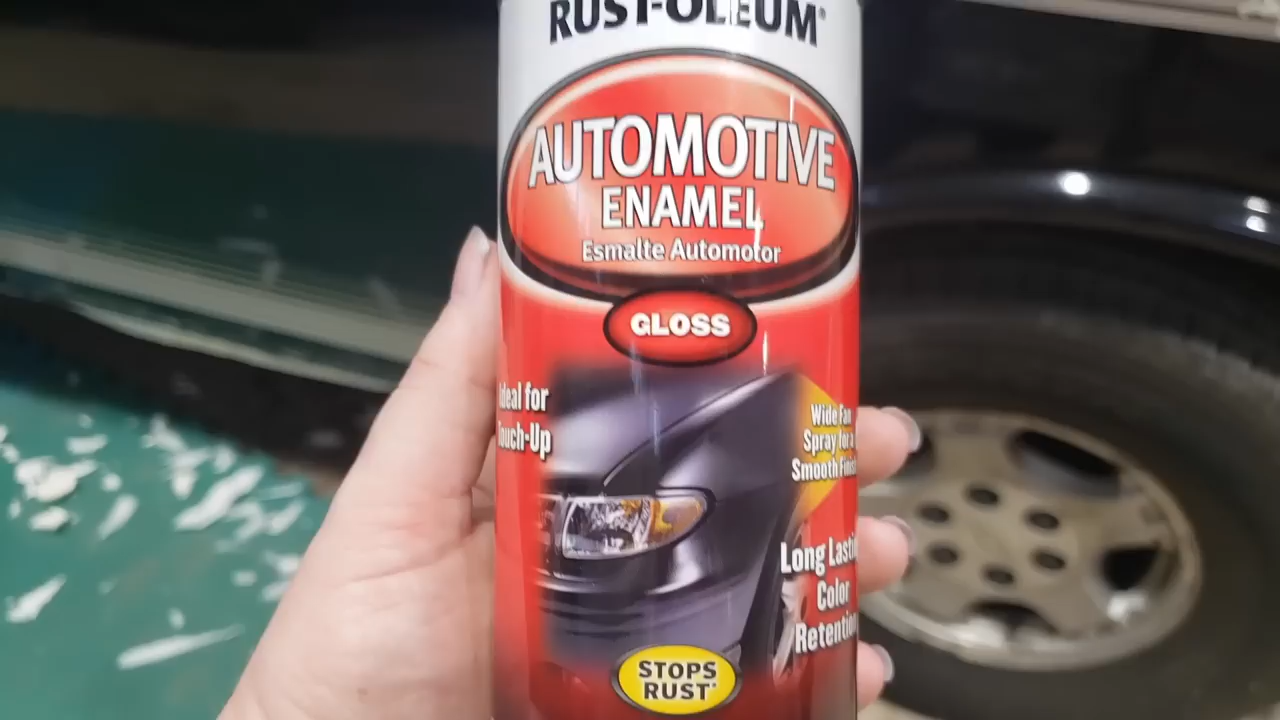 RUST-OLEUM®
AUTOMOTIVE
ENAMEL
Esmalte Automotor
GLOSS
Ideal for
Touch-Up
Wide Fan
Spray for a
Smooth Finish
Long Lasting
Color
Retention
STOPS
RUST*